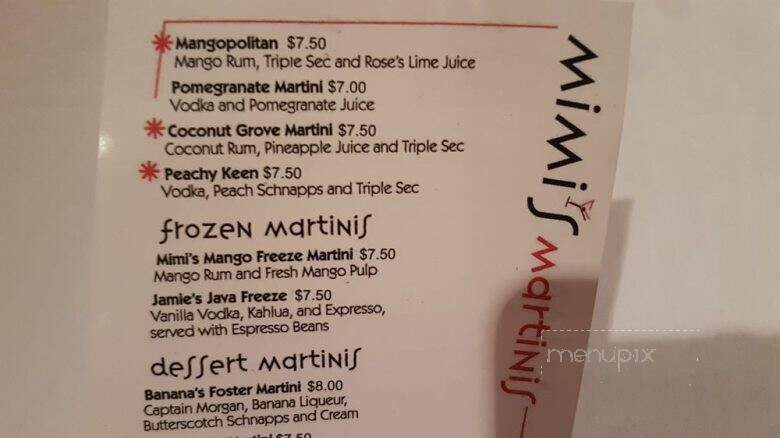 Mangopolitan $7.50
Mango Rum, Triple Sec and Rose's Lime Juice
Pomegranate Martini $7.00
Vodka and Pomegranate Juice
Coconut Grove Martini $7.50
Coconut Rum, Pineapple Juice and Triple Sec
Peachy Keen $7.50
Vodka, Peach Schnapps and Triple Sec
frozen martinis
Mimi's Mango Freeze Martini $7.50
Mango Rum and Fresh Mango Pulp
Jamie's Java Freeze $7.50
Vanilla Vodka, Kahlua, and Expresso,
served with Espresso Beans
dessert martinis
Banana's Foster Martini $8.00
Captain Morgan, Banana Liqueur,
Butterscotch Schnapps and Cream
Martini $7.50
mimi's martinis
menupix